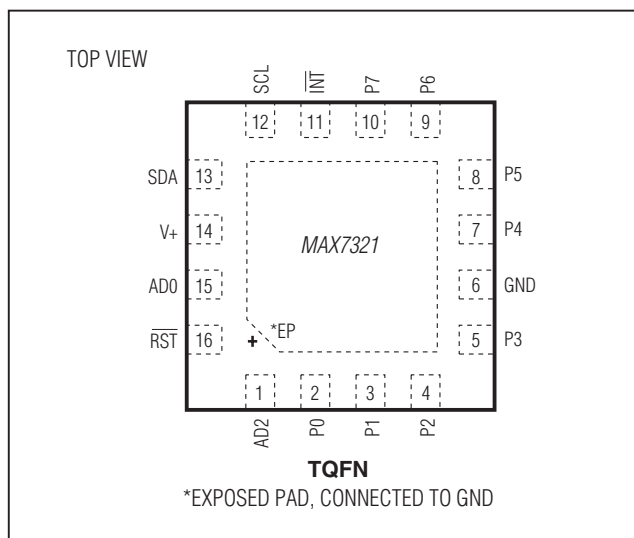 TOP VIEW
SCL
I̅N̅T̅
P7
P6
12
11
10
9
SDA
13
8
P5
V+
14
MAX7321
7
P4
AD0
15
6
GND
R̅S̅T̅
16
+
*EP
5
P3
1
2
3
4
AD2
P0
P1
P2
TQFN
*EXPOSED PAD, CONNECTED TO GND